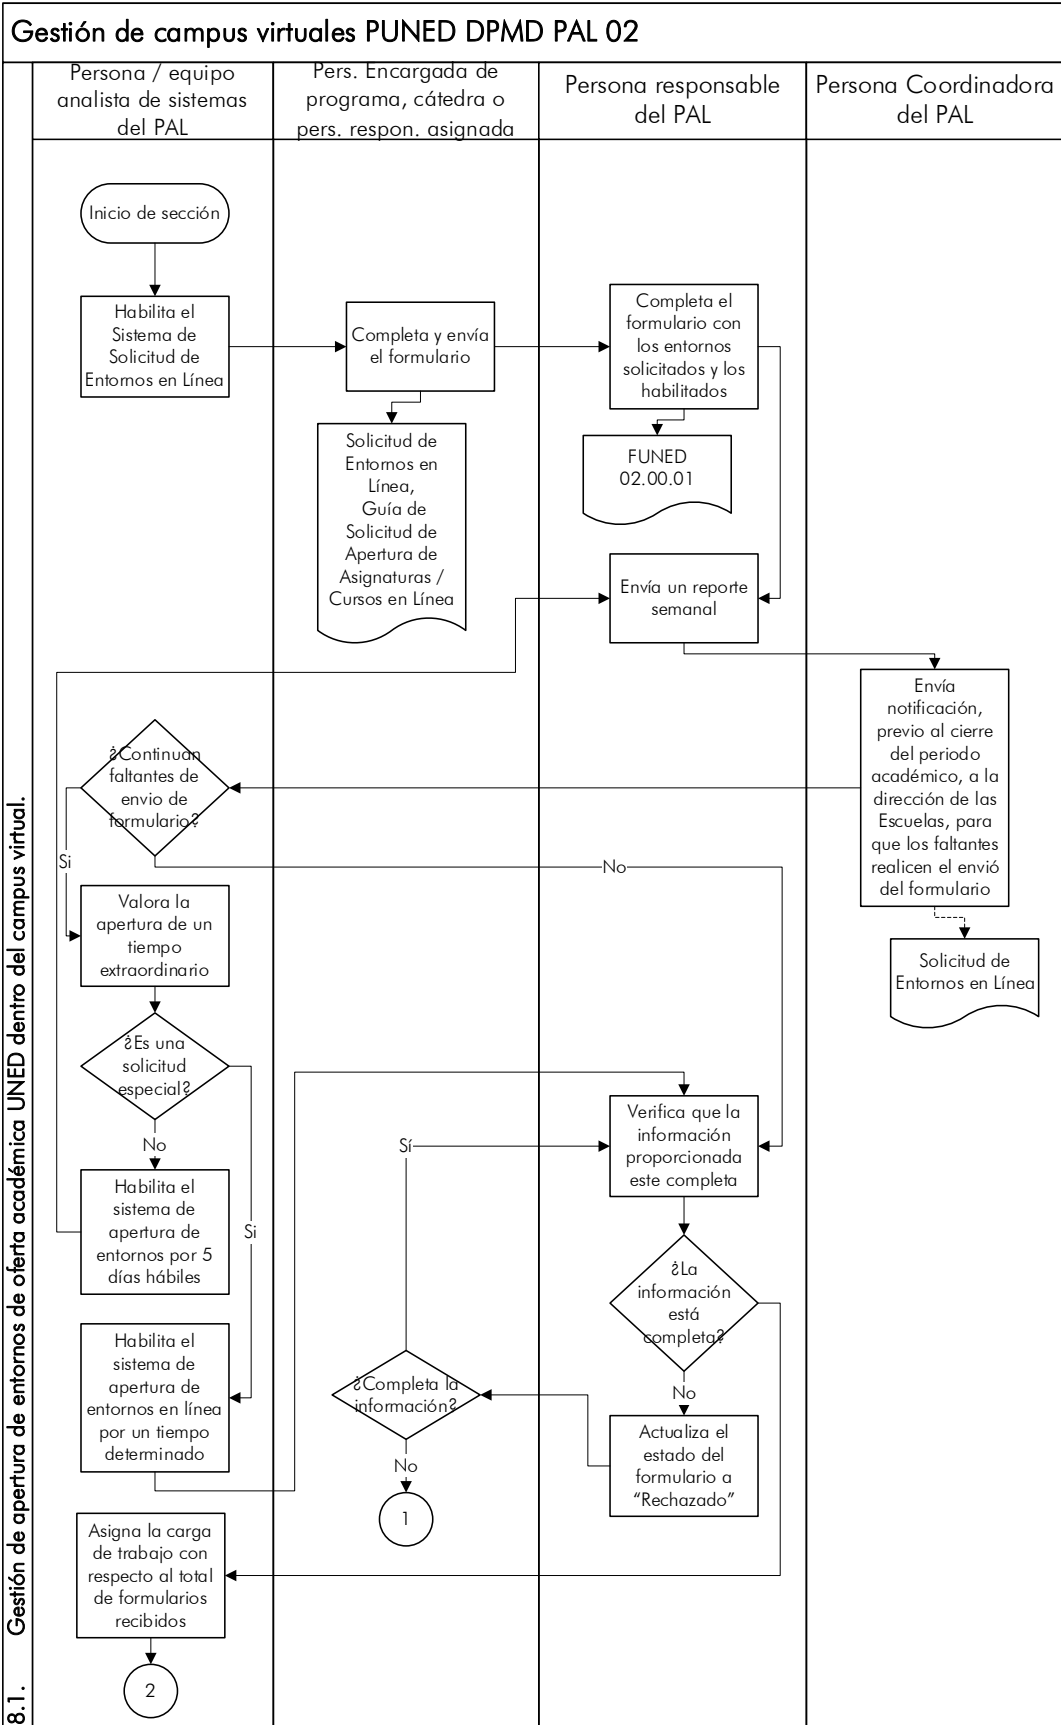 Gestión de campus virtuales PUNED DPMD PAL 02
8.1. Gestión de apertura de entornos de oferta académica UNED dentro del campus virtual.
Persona / equipo
analista de sistemas
del PAL
Pers. Encargada de
programa, cátedra o
pers. respon. asignada
Persona responsable
del PAL
Persona Coordinadora
del PAL
Inicio de sección
Habilita el
Sistema de
Solicitud de
Entornos en Línea
Completa y envía
el formulario
Completa el
formulario con
los entornos
solicitados y los
habilitados
Solicitud de
Entornos en
Línea,
Guía de
Solicitud de
Apertura de
Asignaturas /
Cursos en Línea
FUNED
02.00.01
Envía un reporte
semanal
Envía
notificación,
previo al cierre
del periodo
académico, a la
dirección de las
Escuelas, para
que los faltantes
realicen el envió
del formulario
Solicitud de
Entornos en Línea
¿Continuan
faltantes de
envio de
formulario?
Si
No
Valora la
apertura de un
tiempo
extraordinario
¿Es una
solicitud
especial?
No
Si
Habilita el
sistema de
apertura de
entornos por 5
días hábiles
Habilita el
sistema de
apertura de
entornos en línea
por un tiempo
determinado
Verifica que la
información
proporcionada
este completa
Sí
¿La
información
está
completa?
No
¿Completa la
información?
No
1
Actualiza el
estado del
formulario a
“Rechazado”
Asigna la carga
de trabajo con
respecto al total
de formularios
recibidos
2